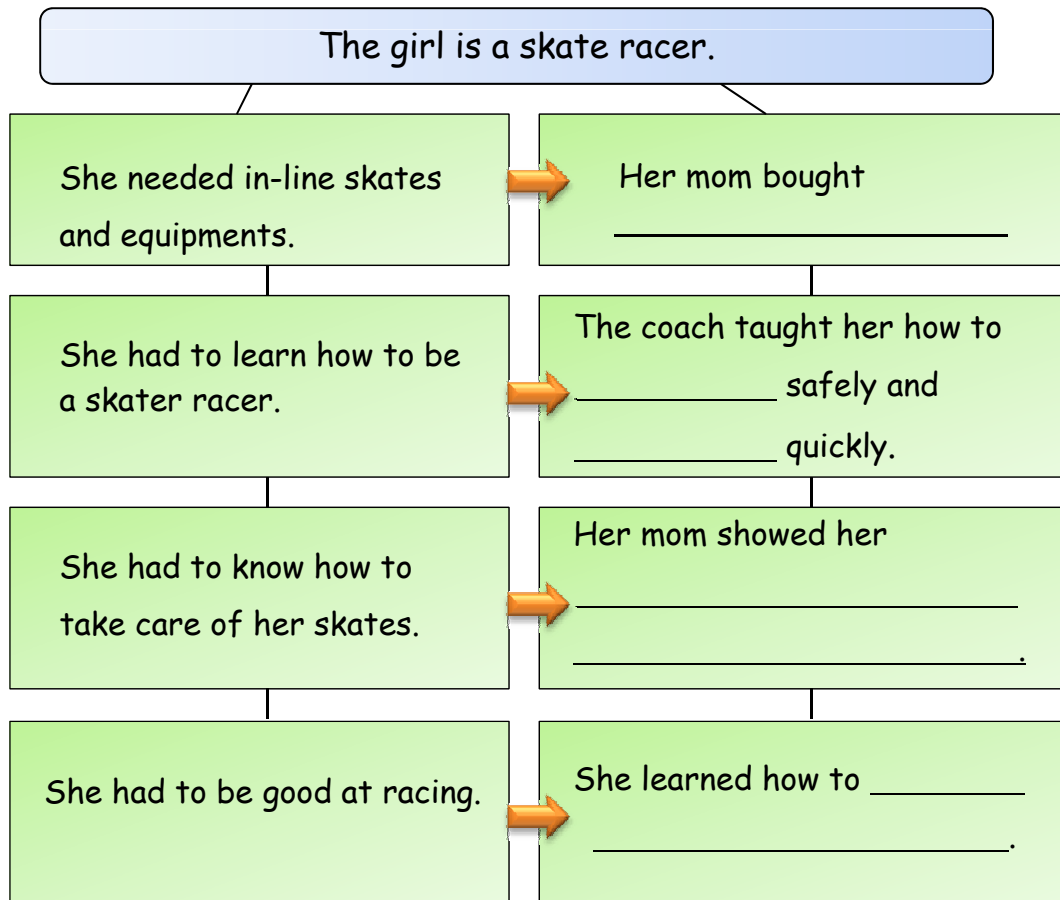 The girl is a skate racer.
She needed in-line skates
and equipments.
Her mom bought
She had to learn how to be
a skater racer.
The coach taught her how to
safely and
quickly.
She had to know how to
take care of her skates.
Her mom showed her
.
She had to be good at racing.
She learned how to
.